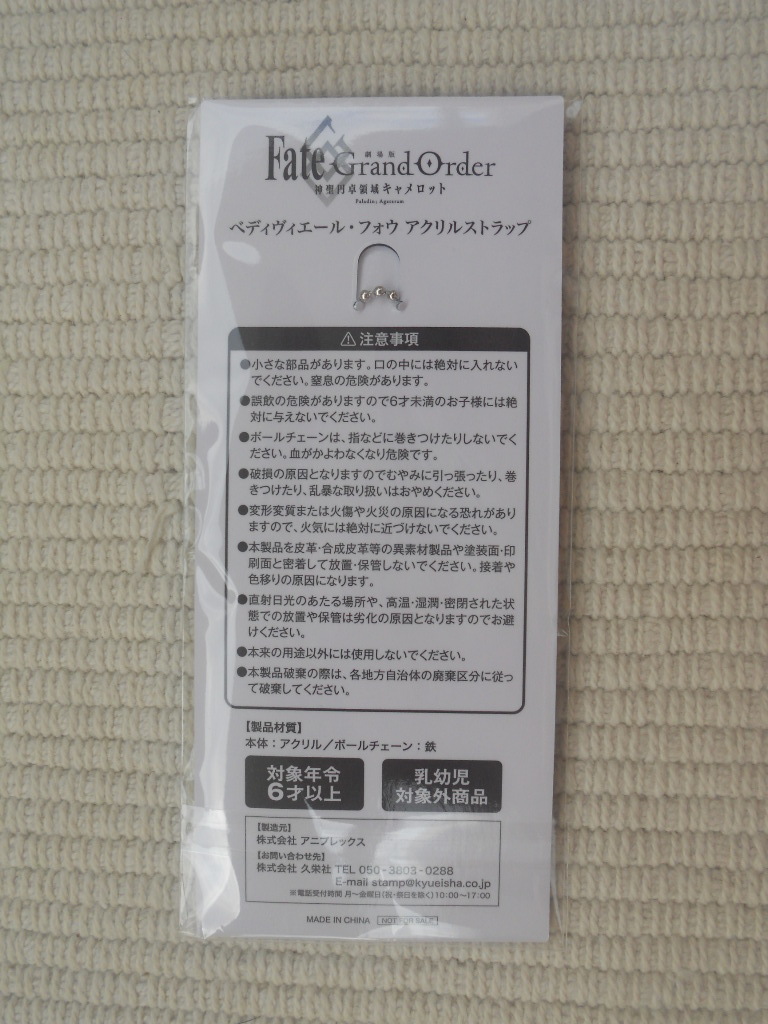 劇場版
Fate Grand Order
神聖円卓領域キャメロット
Paladin; Agateram
ベディヴィエール・フォウ アクリルストラップ
⚠注意事項
●小さな部品があります。口の中には絶対に入れない
でください。窒息の危険があります。
●誤飲の危険がありますので6才未満のお子様には絶
対に与えないでください。
●ボールチェーンは、指などに巻きつけたりしないでく
ださい。血がかよわなくなり危険です。
●破損の原因となりますのでむやみに引っ張ったり、巻
きつけたり、乱暴な取り扱いはおやめください。
●変形変質または火傷や火災の原因になる恐れがあり
ますので、火気には絶対に近づけないでください。
●本製品を皮革・合成皮革等の異素材製品や塗装面・印
刷面と密着して放置・保管しないでください。接着や
色移りの原因になります。
●直射日光のあたる場所や、高温・湿潤・密閉された状
態での放置や保管は劣化の原因となりますのでお避
けください。
●本来の用途以外には使用しないでください。
●本製品破棄の際は、各地方自治体の廃棄区分に従っ
て破棄してください。
【製品材質】
本体：アクリル／ボールチェーン：鉄
対象年令
6才以上
乳幼児
対象外商品
【製造元】
株式会社 アニプレックス
【お問い合わせ先】
株式会社 久栄社 TEL 050-3803-0288
E-mail stamp@kyueisha.co.jp
※電話受付時間 月〜金曜日(祝・祭日を除く)10:00〜17:00
MADE IN CHINA NOT FOR SALE